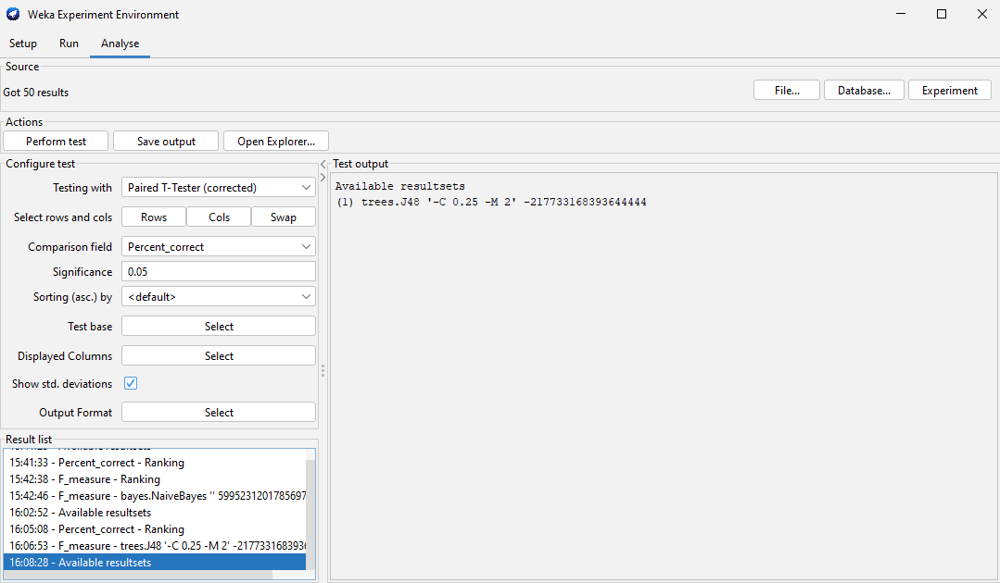 Weka Experiment Environment
Setup Run Analyse
Source
Got 50 results
File... Database... Experiment
Actions
Perform test Save output Open Explorer...
Configure test
Testing with Paired T-Tester (corrected)
Select rows and cols Rows Cols Swap
Comparison field Percent_correct
Significance 0.05
Sorting (asc.) by <default>
Test base Select
Displayed Columns Select
Show std. deviations
Output Format Select
Result list
15:41:33 - Percent_correct - Ranking
15:42:38 - F_measure - Ranking
15:42:46 - F_measure - bayes.NaiveBayes '' 5995231201785697
16:02:52 - Available resultsets
16:05:08 - Percent_correct - Ranking
16:06:53 - F_measure - trees.J48 '-C 0.25 -M 2' -2177331683936
16:08:28 - Available resultsets
Test output
Available resultsets
(1) trees.J48 '-C 0.25 -M 2' -217733168393644444